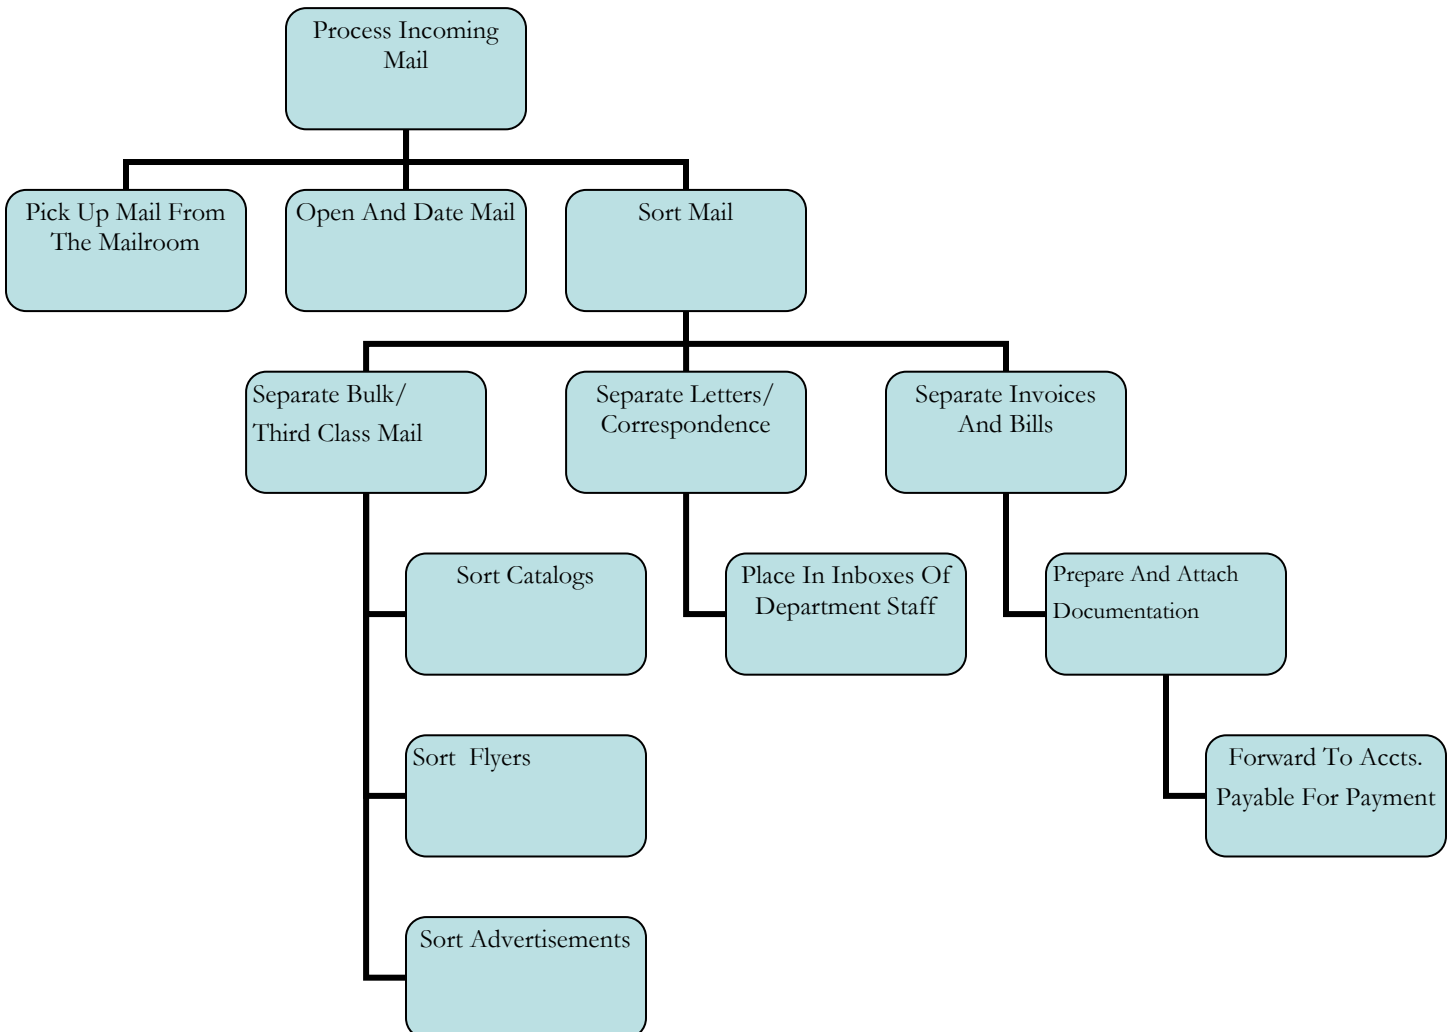 Process Incoming
Mail
Pick Up Mail From
The Mailroom
Open And Date Mail
Sort Mail
Separate Bulk/
Third Class Mail
Separate Letters/
Correspondence
Separate Invoices
And Bills
Sort Catalogs
Place In Inboxes Of
Department Staff
Prepare And Attach
Documentation
Sort  Flyers
Forward To Accts.
Payable For Payment
Sort Advertisements